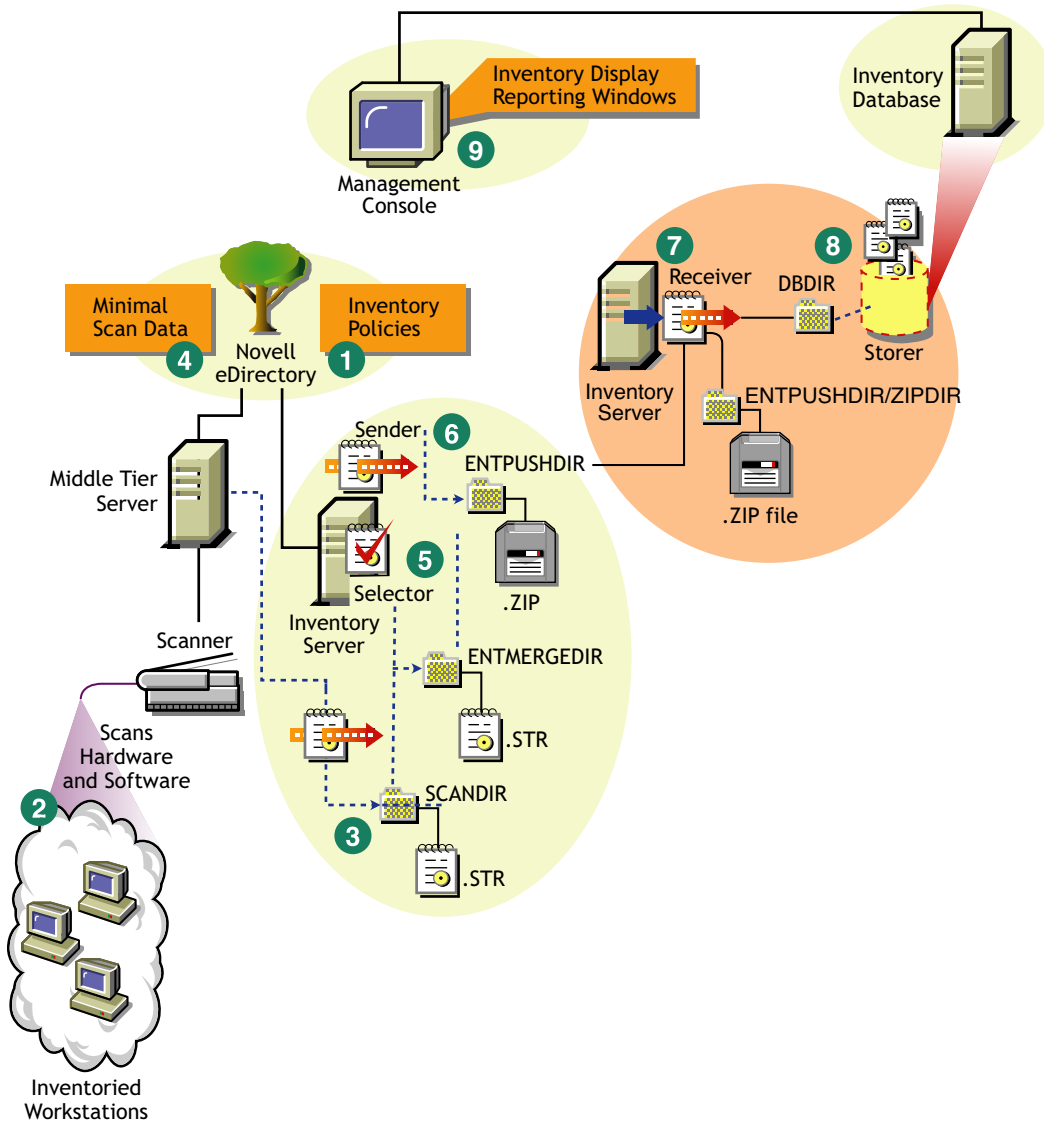 Inventory Display
Reporting Windows
Inventory
Database
9
Management
Console
7
Receiver
8
DBDIR
Storer
Inventory
Server
ENTPUSHDIR/ZIPDIR
.ZIP file
Minimal
Scan Data
4
Inventory
Policies
1
Novell
eDirectory
Middle Tier
Server
Sender
6
ENTPUSHDIR
.ZIP
5
Selector
Inventory
Server
ENTMERGEDIR
.STR
Scanner
Scans
Hardware
and Software
SCANDIR
3
.STR
2
Inventoried
Workstations